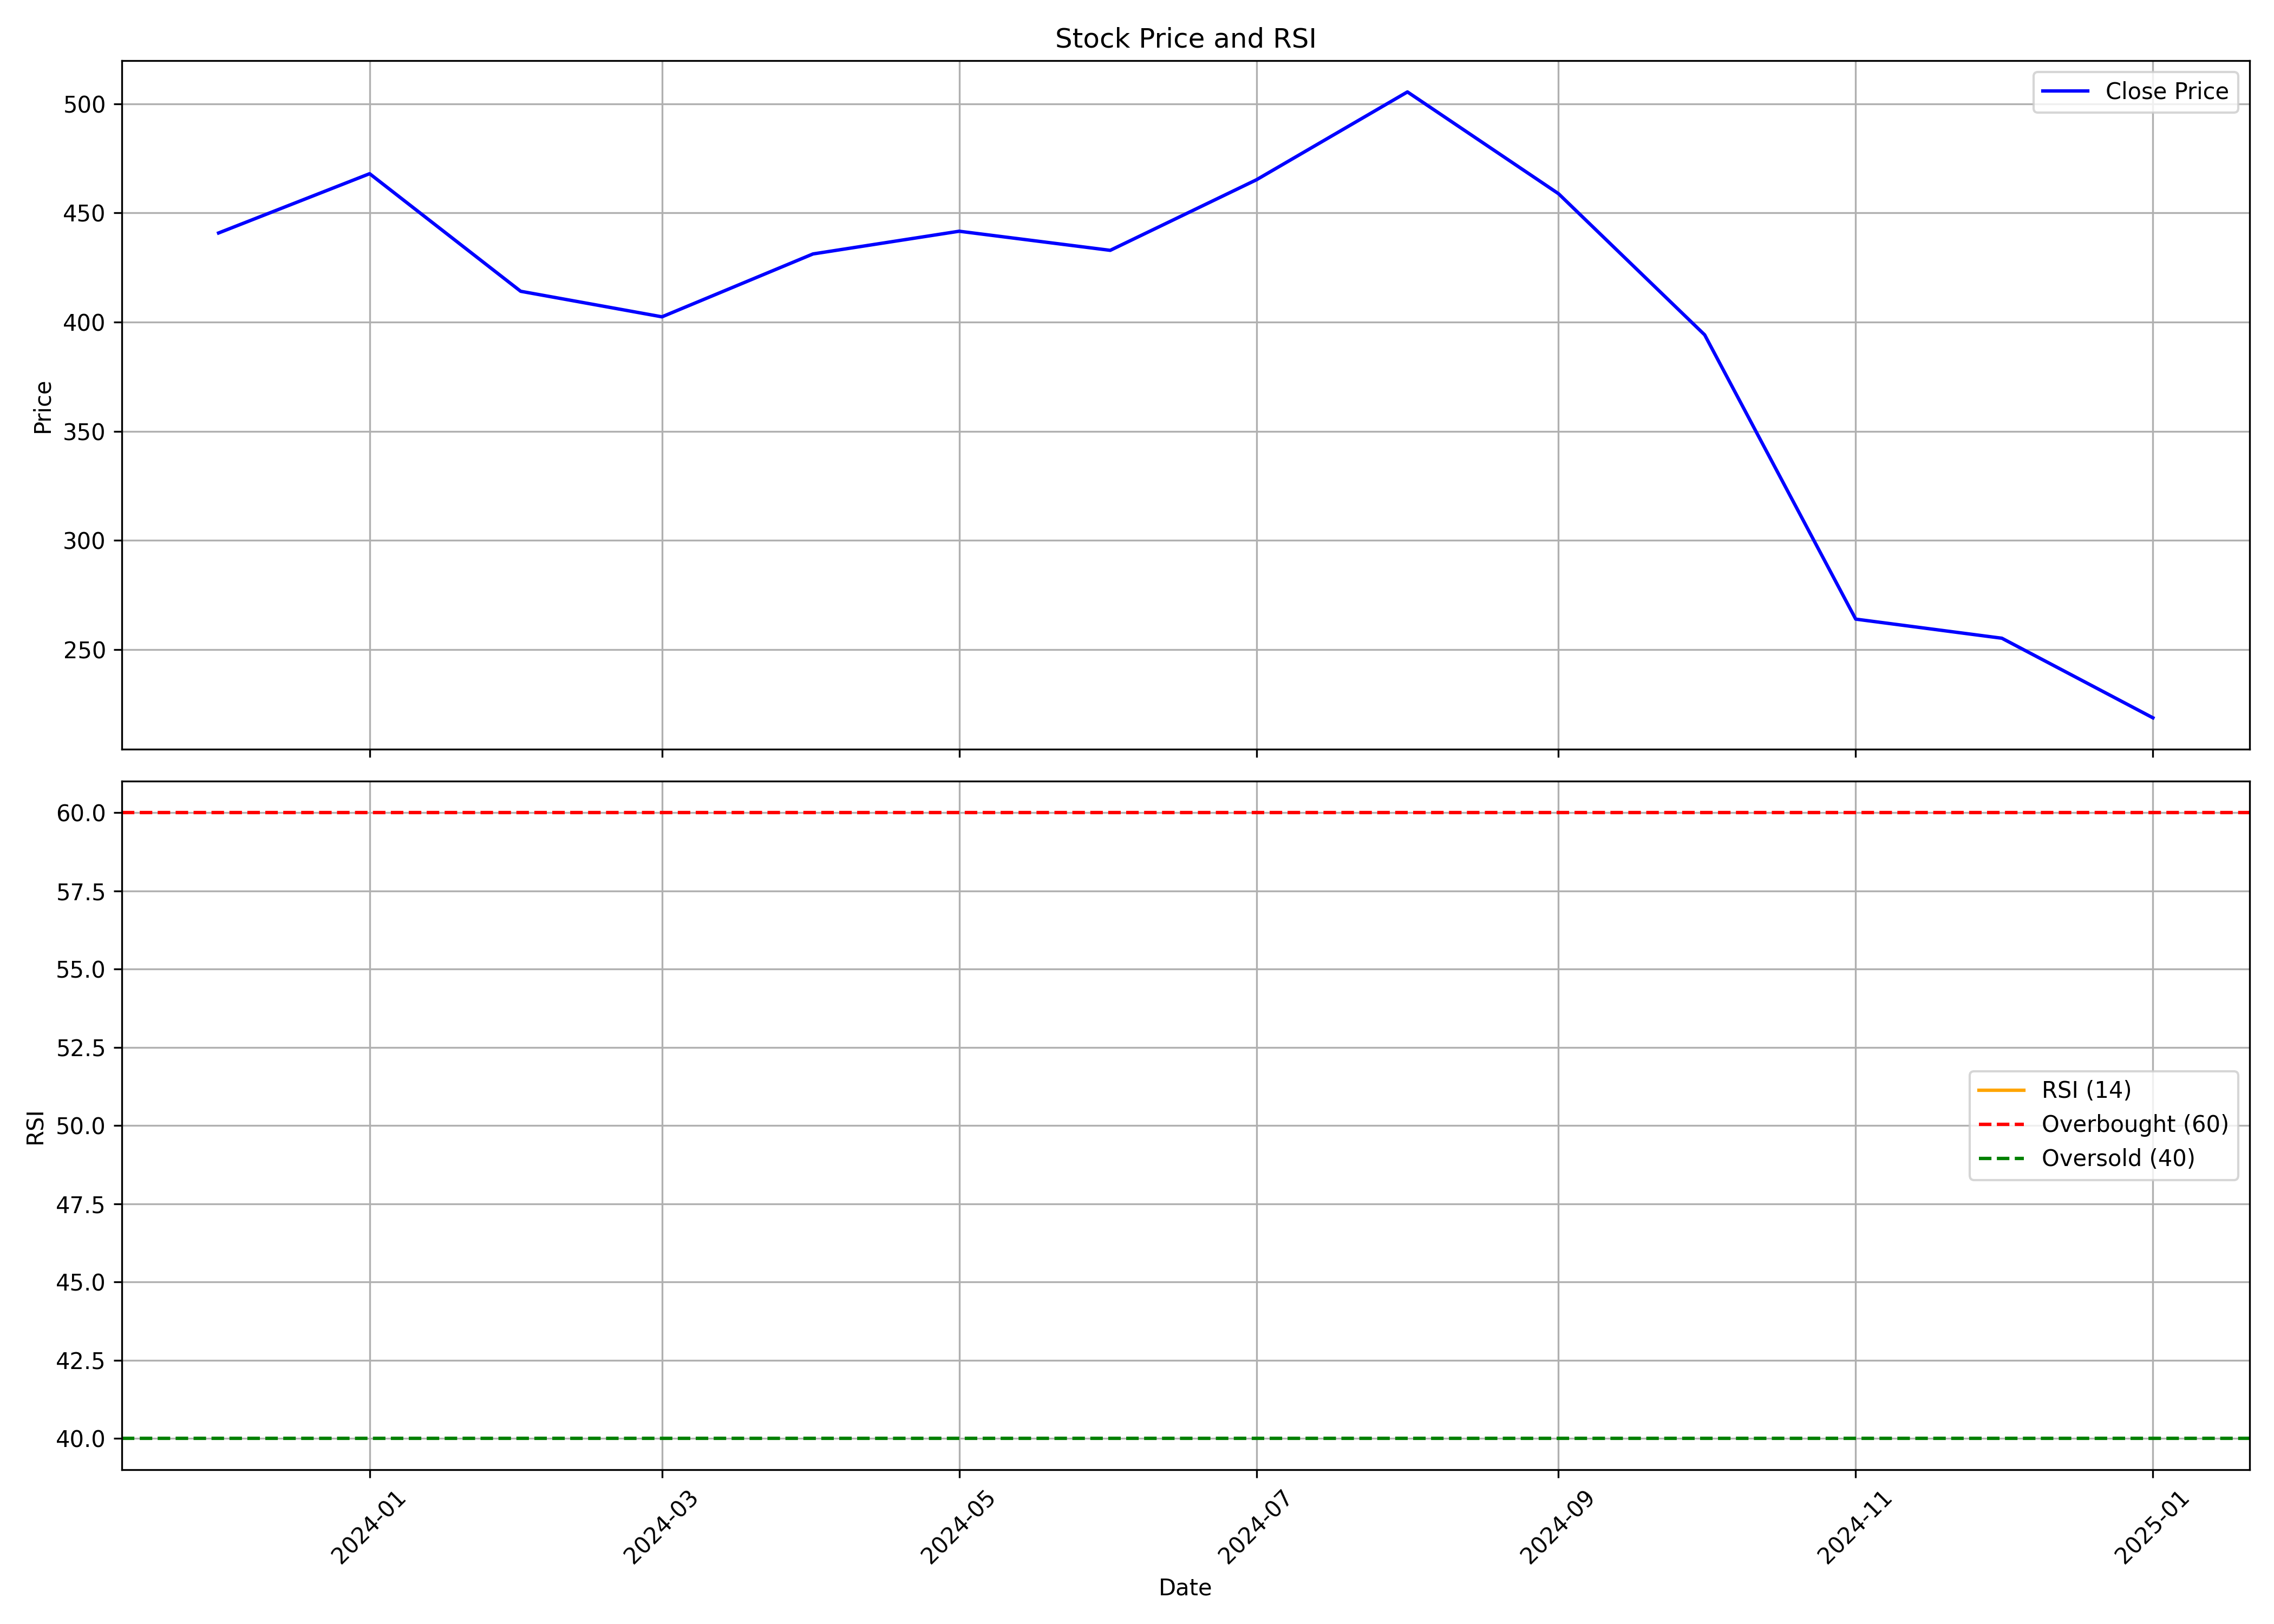 Stock Price and RSI
Close Price
500
450
400
350
300
250
Price
60.0
57.5
55.0
52.5
50.0
47.5
45.0
42.5
40.0
RSI
RSI (14)
Overbought (60)
Oversold (40)
2024-01
2024-03
2024-05
2024-07
2024-09
2024-11
2025-01
Date